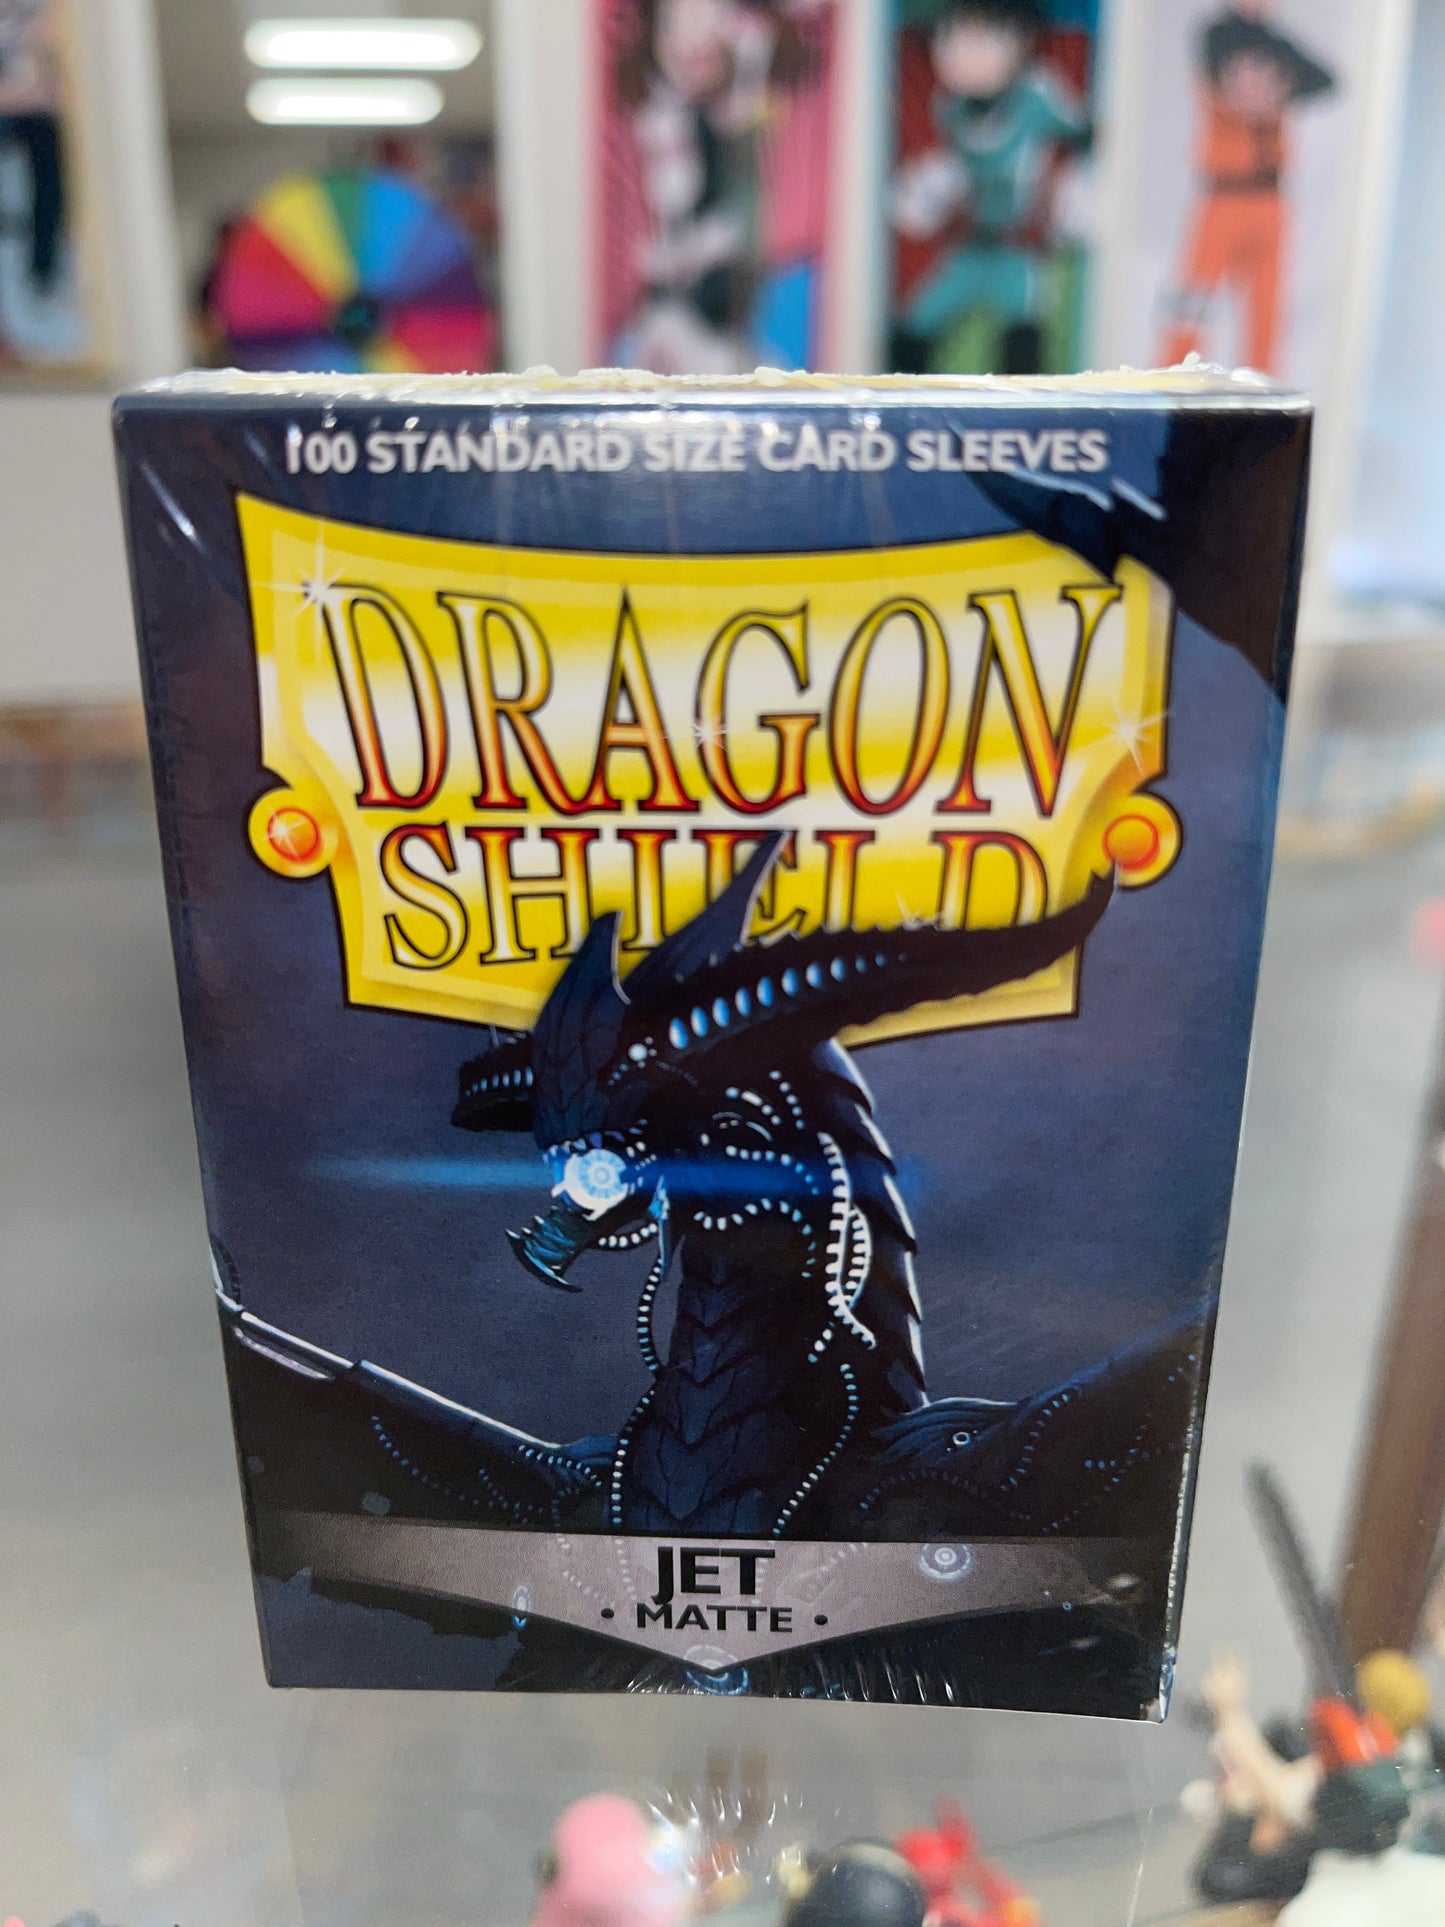 100 STANDARD SIZE CARD SLEEVES
DRAGON
SHIELD
JET
• MATTE •